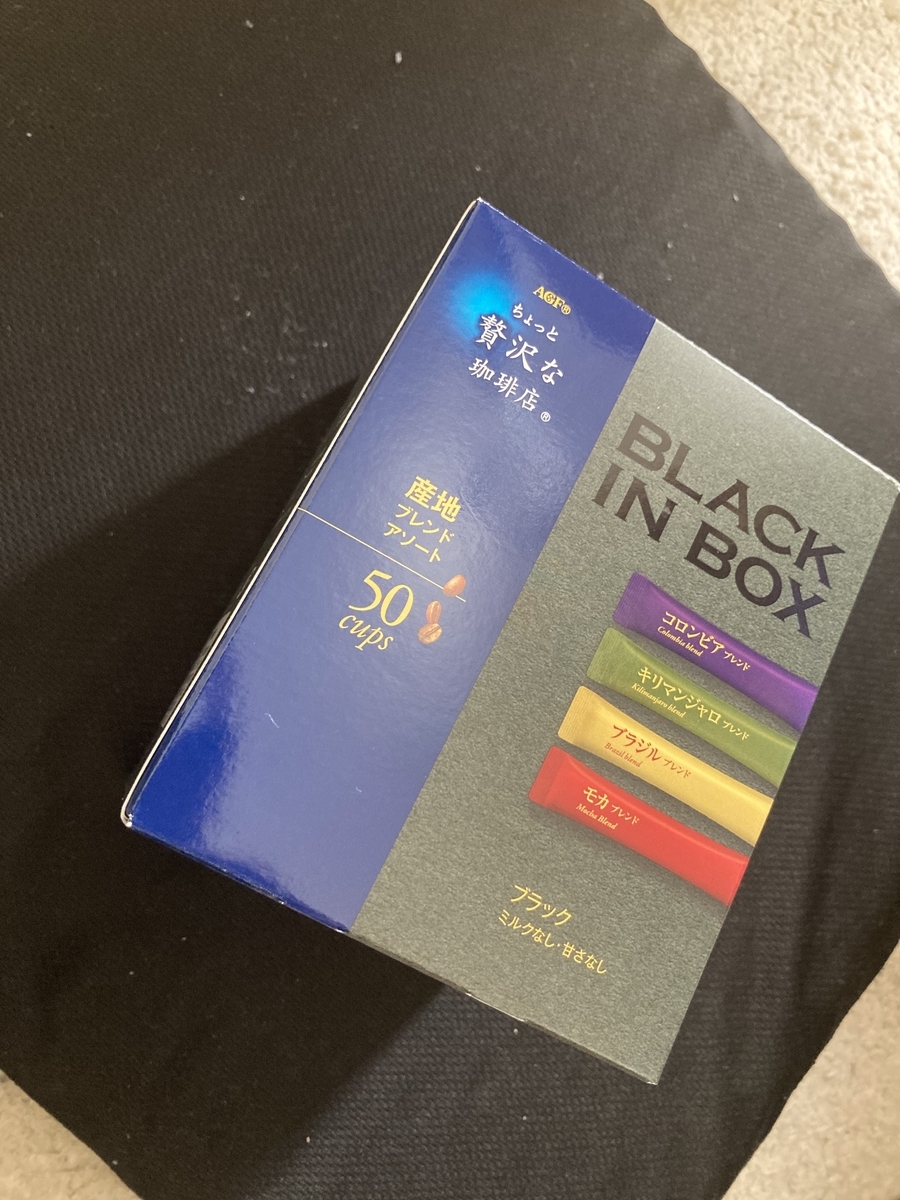 AGF®
ちょっと
贅沢な
珈琲店®
産地
ブレンド
アソート
50
cups
BLACK
IN BOX
コロンビアブレンド
Colombia blend
キリマンジャロブレンド
Kilimanjaro blend
ブラジルブレンド
Brazil blend
モカブレンド
Mocha Blend
ブラック
ミルクなし・甘さなし